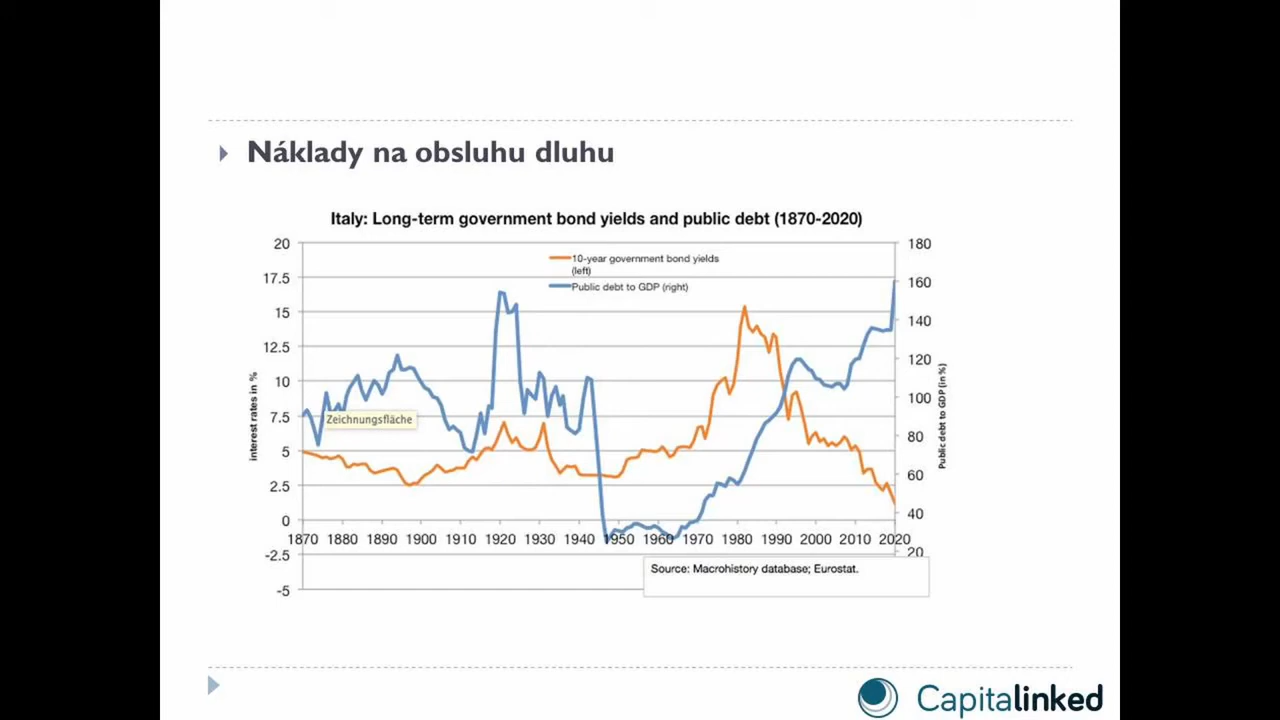 Náklady na obsluhu dluhu
Italy: Long-term government bond yields and public debt (1870-2020)
20
17.5
15
12.5
10
7.5
5
2.5
0
-2.5
-5
interest rates in %
10-year government bond yields
(left)
Public debt to GDP (right)
Zeichnungsfläche
180
160
140
120
100
80
60
40
20
Public debt to GDP (in %)
1870 1880 1890 1900 1910 1920 1930 1940 1950 1960 1970 1980 1990 2000 2010 2020
Source: Macrohistory database; Eurostat.
Capitalinked